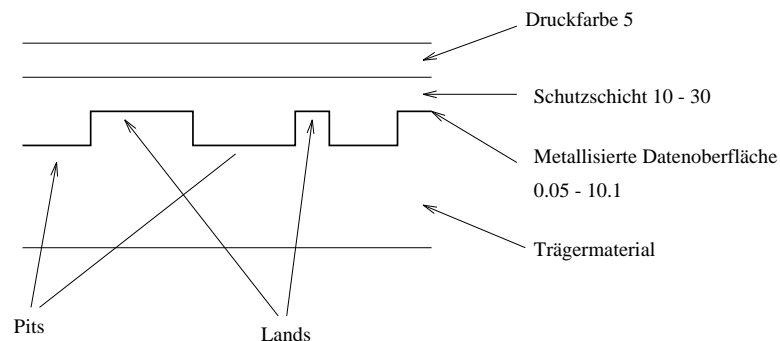 Druckfarbe 5
Schutzschicht 10 - 30
Metallisierte Datenoberfläche
0.05 - 10.1
Trägermaterial
Pits
Lands